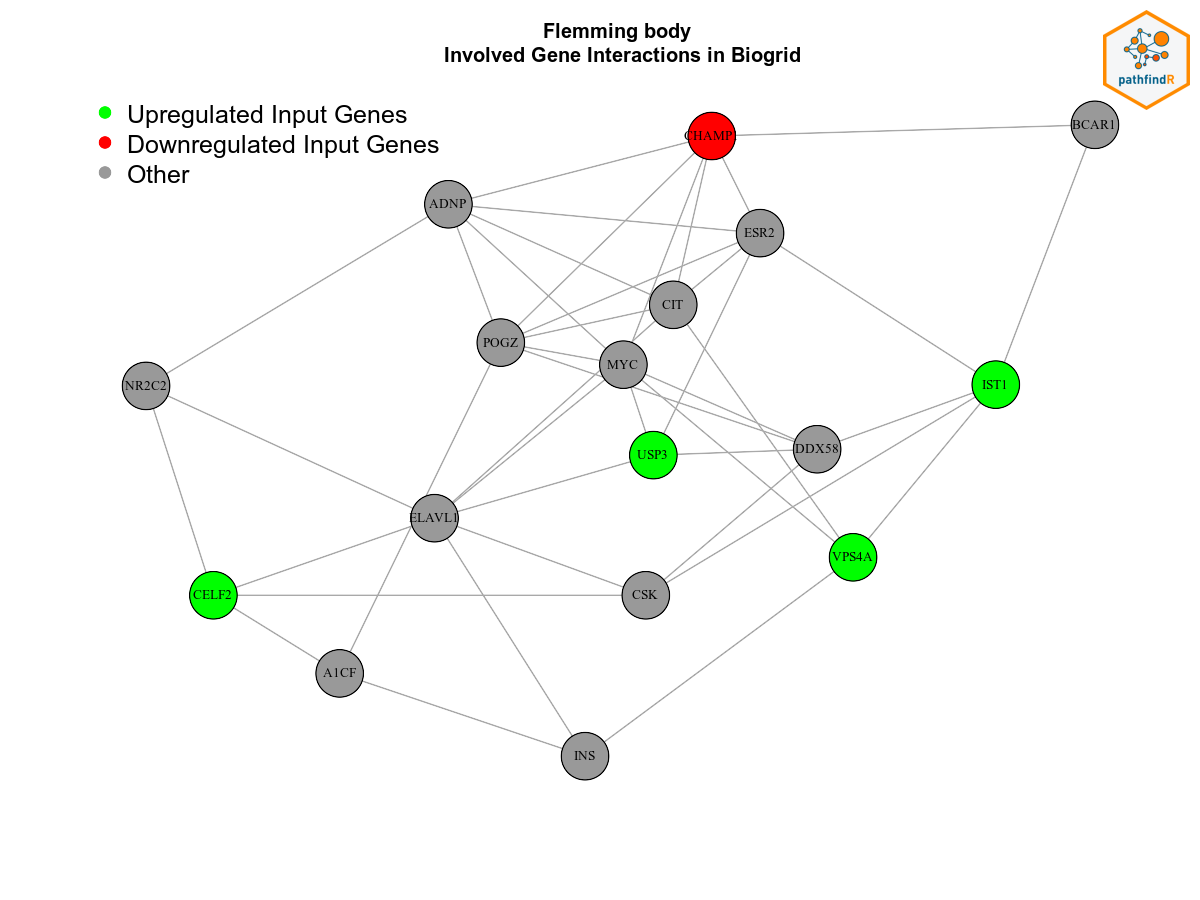 Flemming body
Involved Gene Interactions in Biogrid
pathfindR
Upregulated Input Genes
Downregulated Input Genes
Other
CHAMP
BCAR1
ADNP
ESR2
CIT
POGZ
MYC
NR2C2
IST1
USP3
DDX58
ELAVL1
VPS4A
CELF2
CSK
A1CF
INS